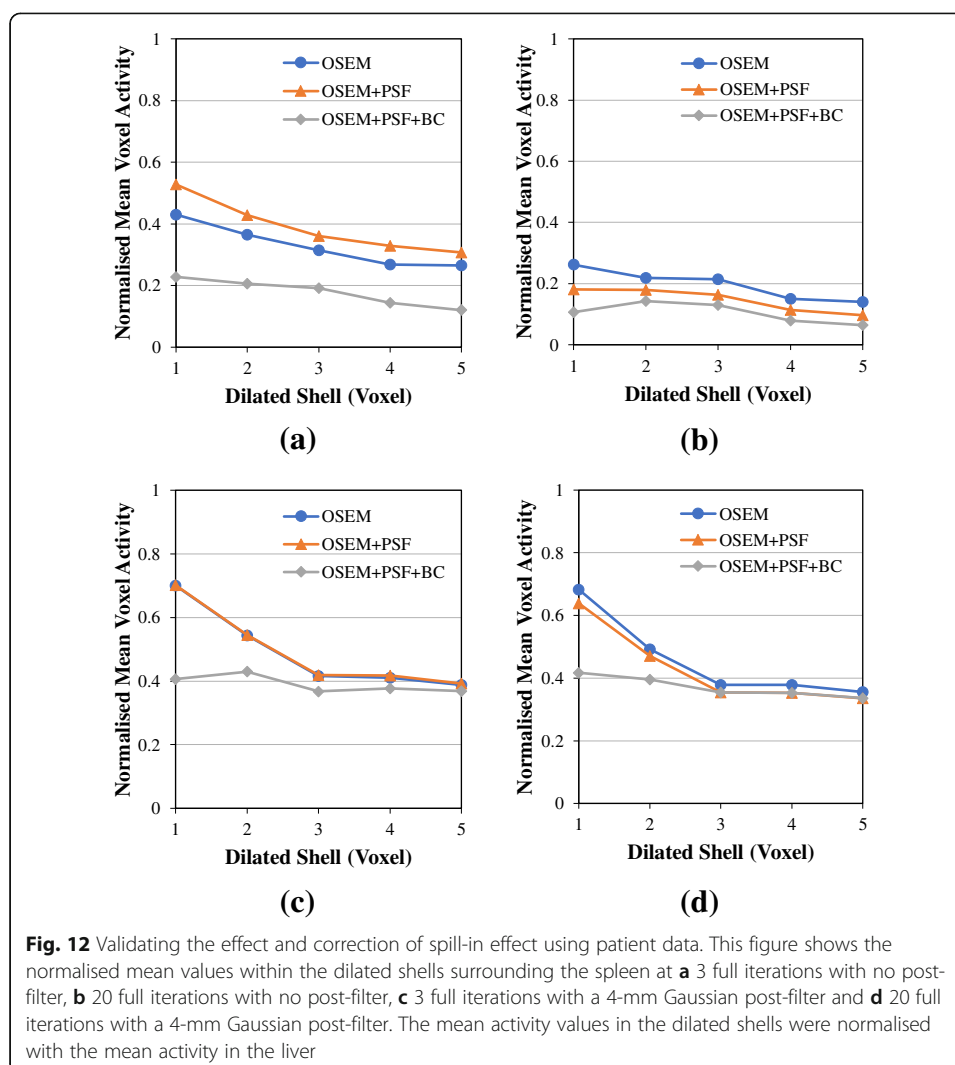 1
0.8
0.6
0.4
0.2
0
Normalised Mean Voxel Activity
OSEM
OSEM+PSF
OSEM+PSF+BC
1 2 3 4 5
Dilated Shell (Voxel)
(a)
1
0.8
0.6
0.4
0.2
0
Normalised Mean Voxel Activity
OSEM
OSEM+PSF
OSEM+PSF+BC
1 2 3 4 5
Dilated Shell (Voxel)
(b)
1
0.8
0.6
0.4
0.2
0
Normalised Mean Voxel Activity
OSEM
OSEM+PSF
OSEM+PSF+BC
1 2 3 4 5
Dilated Shell (Voxel)
(c)
1
0.8
0.6
0.4
0.2
0
Normalised Mean Voxel Activity
OSEM
OSEM+PSF
OSEM+PSF+BC
1 2 3 4 5
Dilated Shell (Voxel)
(d)
Fig. 12 Validating the effect and correction of spill-in effect using patient data. This figure shows the
normalised mean values within the dilated shells surrounding the spleen at a 3 full iterations with no post-
filter, b 20 full iterations with no post-filter, c 3 full iterations with a 4-mm Gaussian post-filter and d 20 full
iterations with a 4-mm Gaussian post-filter. The mean activity values in the dilated shells were normalised
with the mean activity in the liver